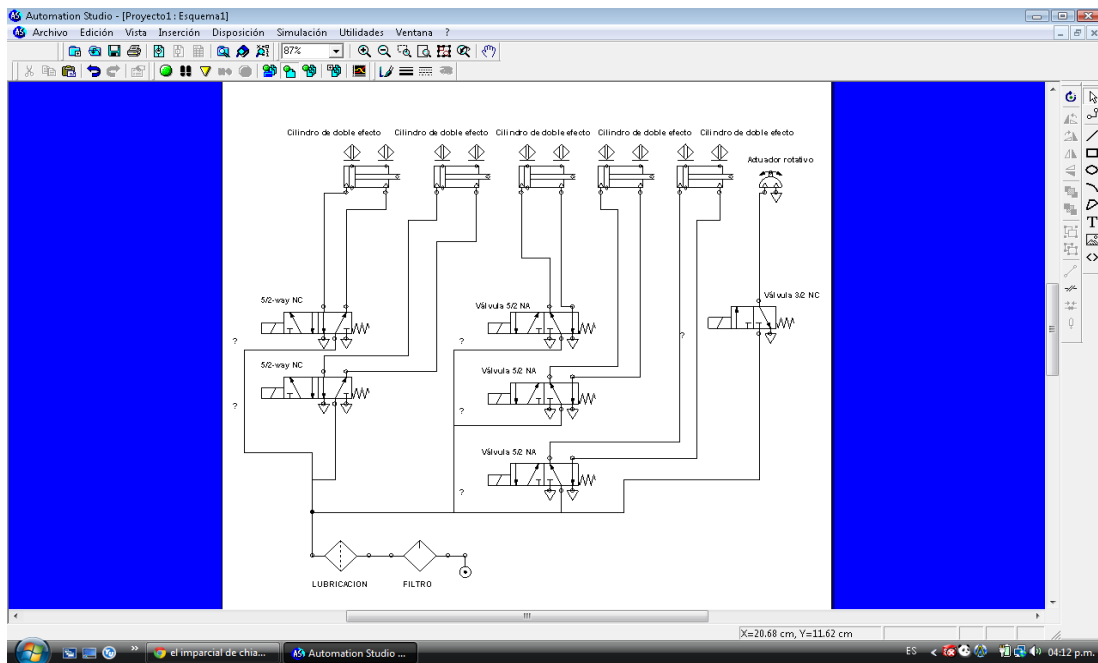 Automation Studio - [Proyecto1 : Esquema1]
Archivo Edición Vista Inserción Disposición Simulación Utilidades Ventana ?
87%
Cilindro de doble efecto Cilindro de doble efecto Cilindro de doble efecto Cilindro de doble efecto Cilindro de doble efecto
Actuador rotativo
5/2-way NC
Válvula 5/2 NA
Válvula 3/2 NC
?
?
5/2-way NC
Válvula 5/2 NA
?
?
?
Válvula 5/2 NA
?
LUBRICACION
FILTRO
X=20.68 cm, Y=11.62 cm
el imparcial de chia...
Automation Studio ...
ES
04:12 p.m.